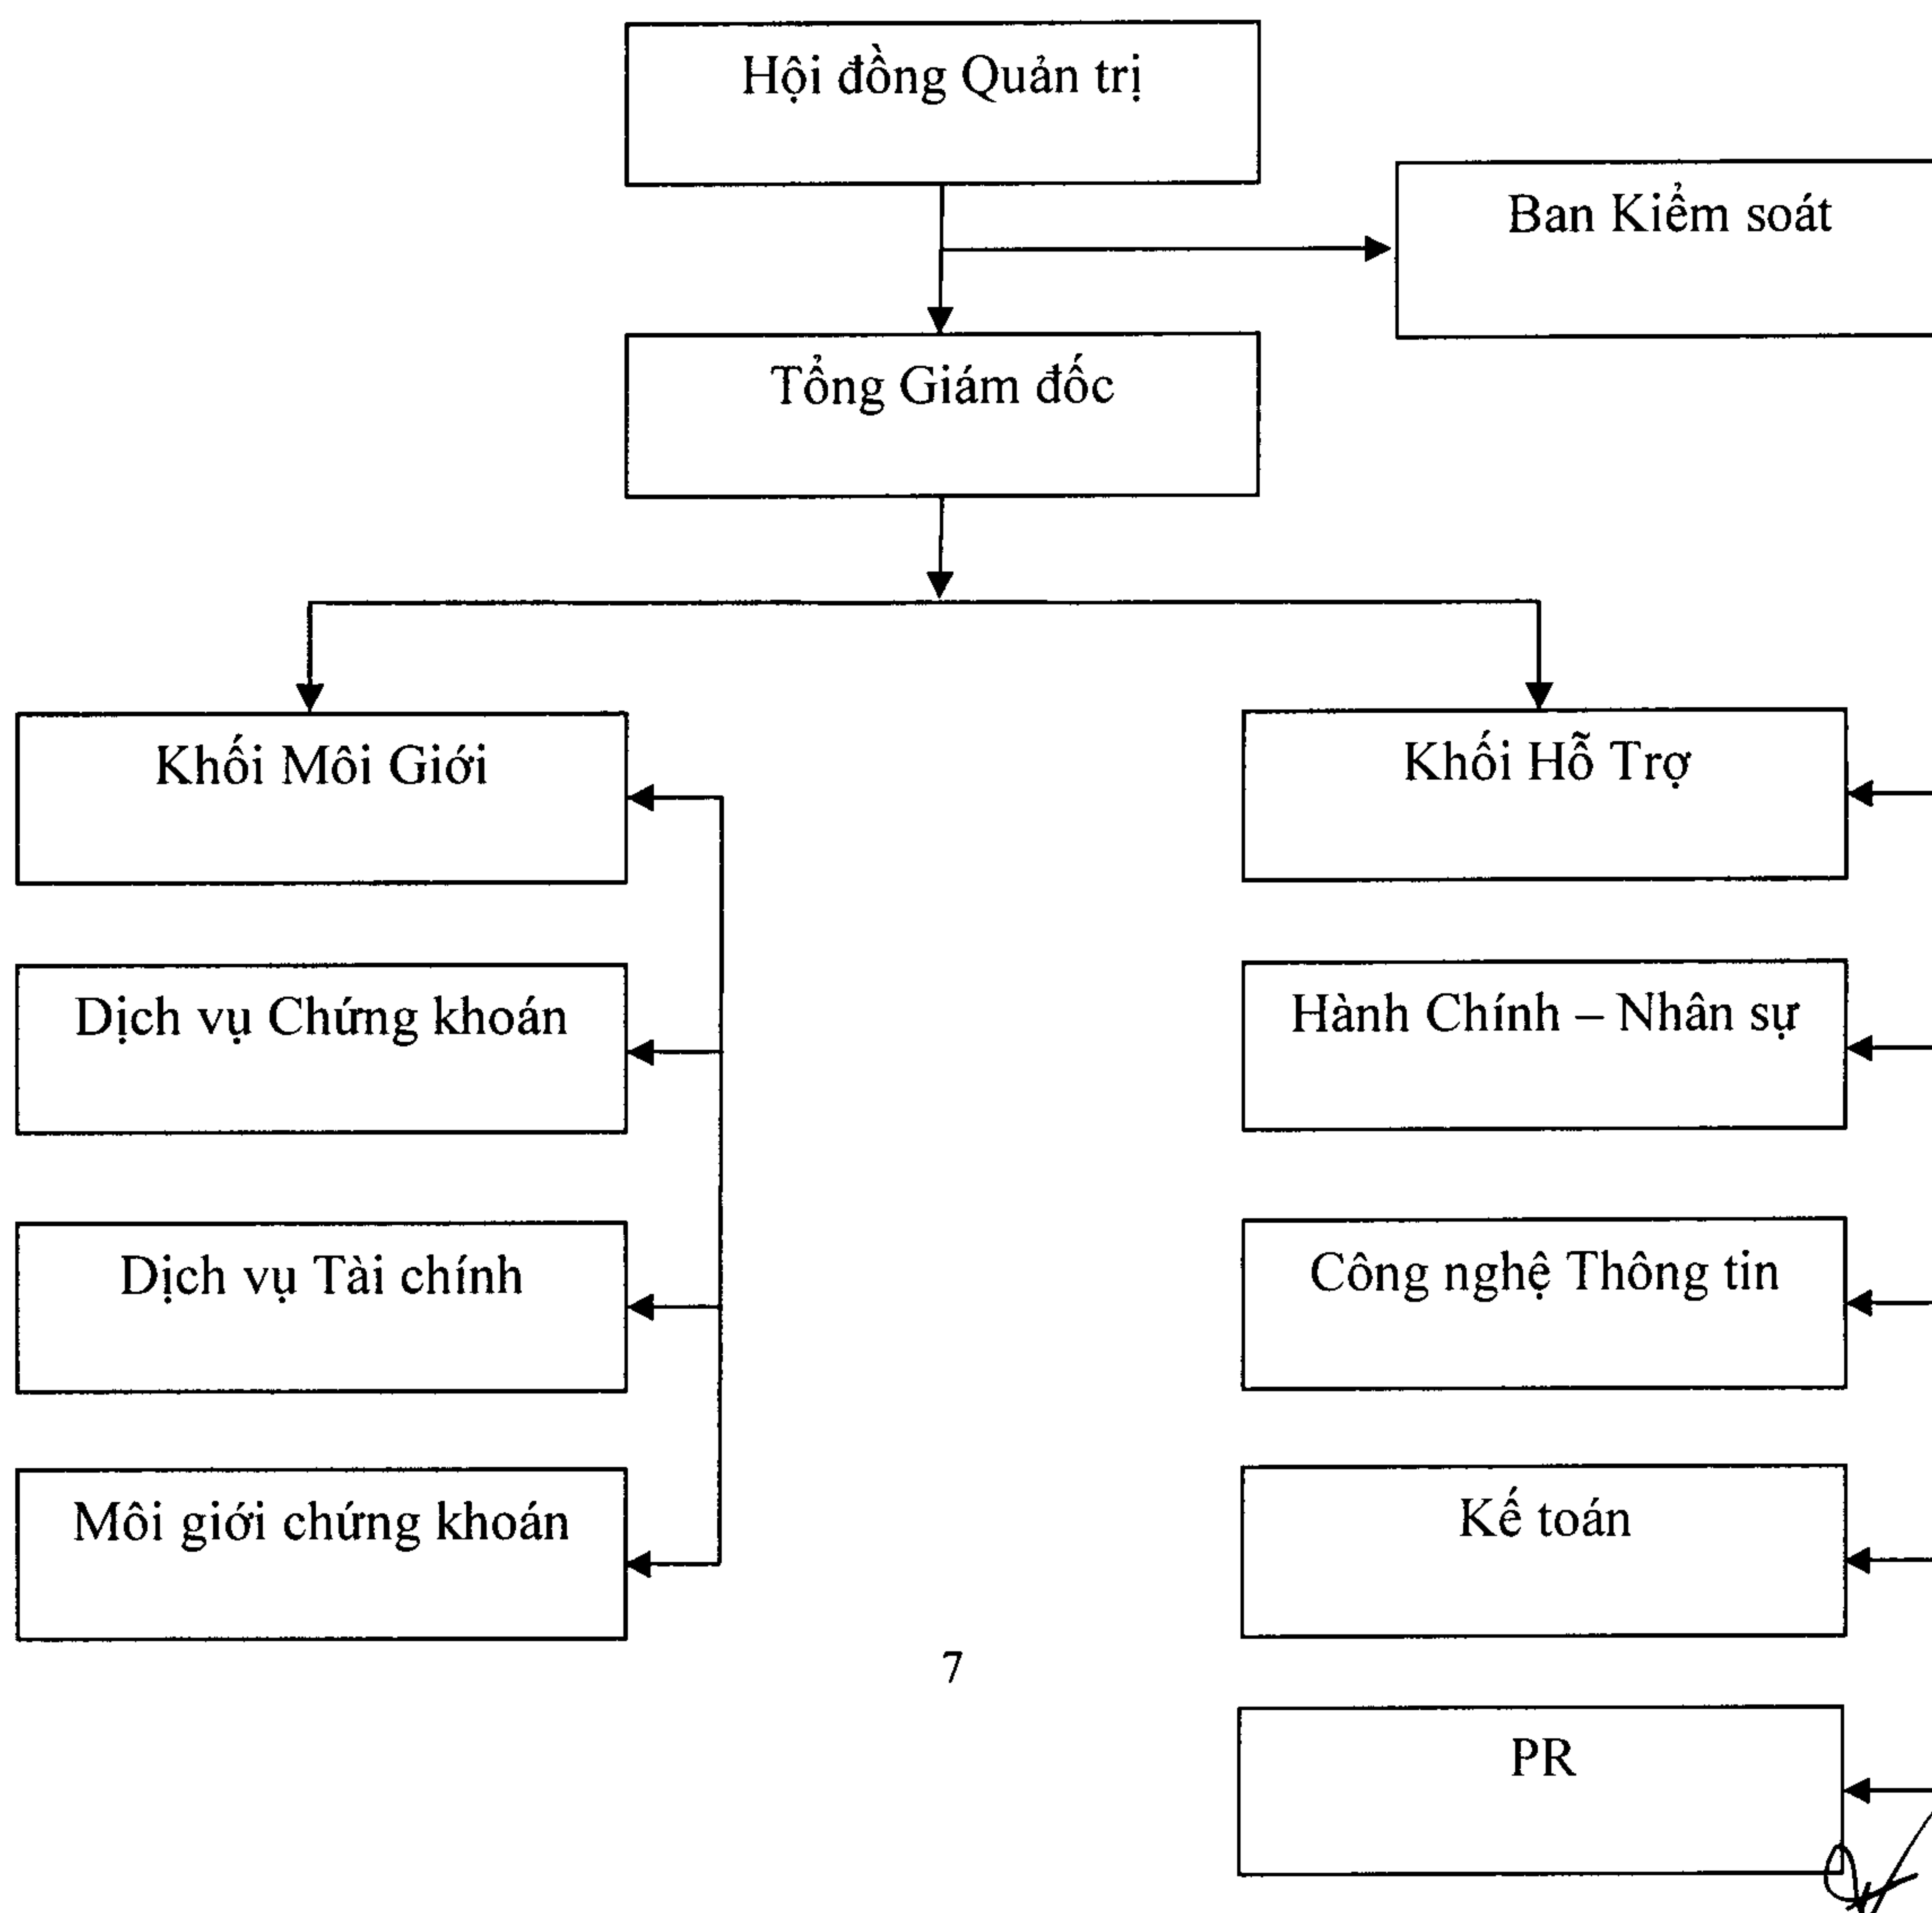 Hội đồng Quản trị
Ban Kiểm soát
Tổng Giám đốc
Khối Môi Giới
Khối Hỗ Trợ
Dịch vụ Chứng khoán
Hành Chính – Nhân sự
Dịch vụ Tài chính
Công nghệ Thông tin
Môi giới chứng khoán
Kế toán
7
PR